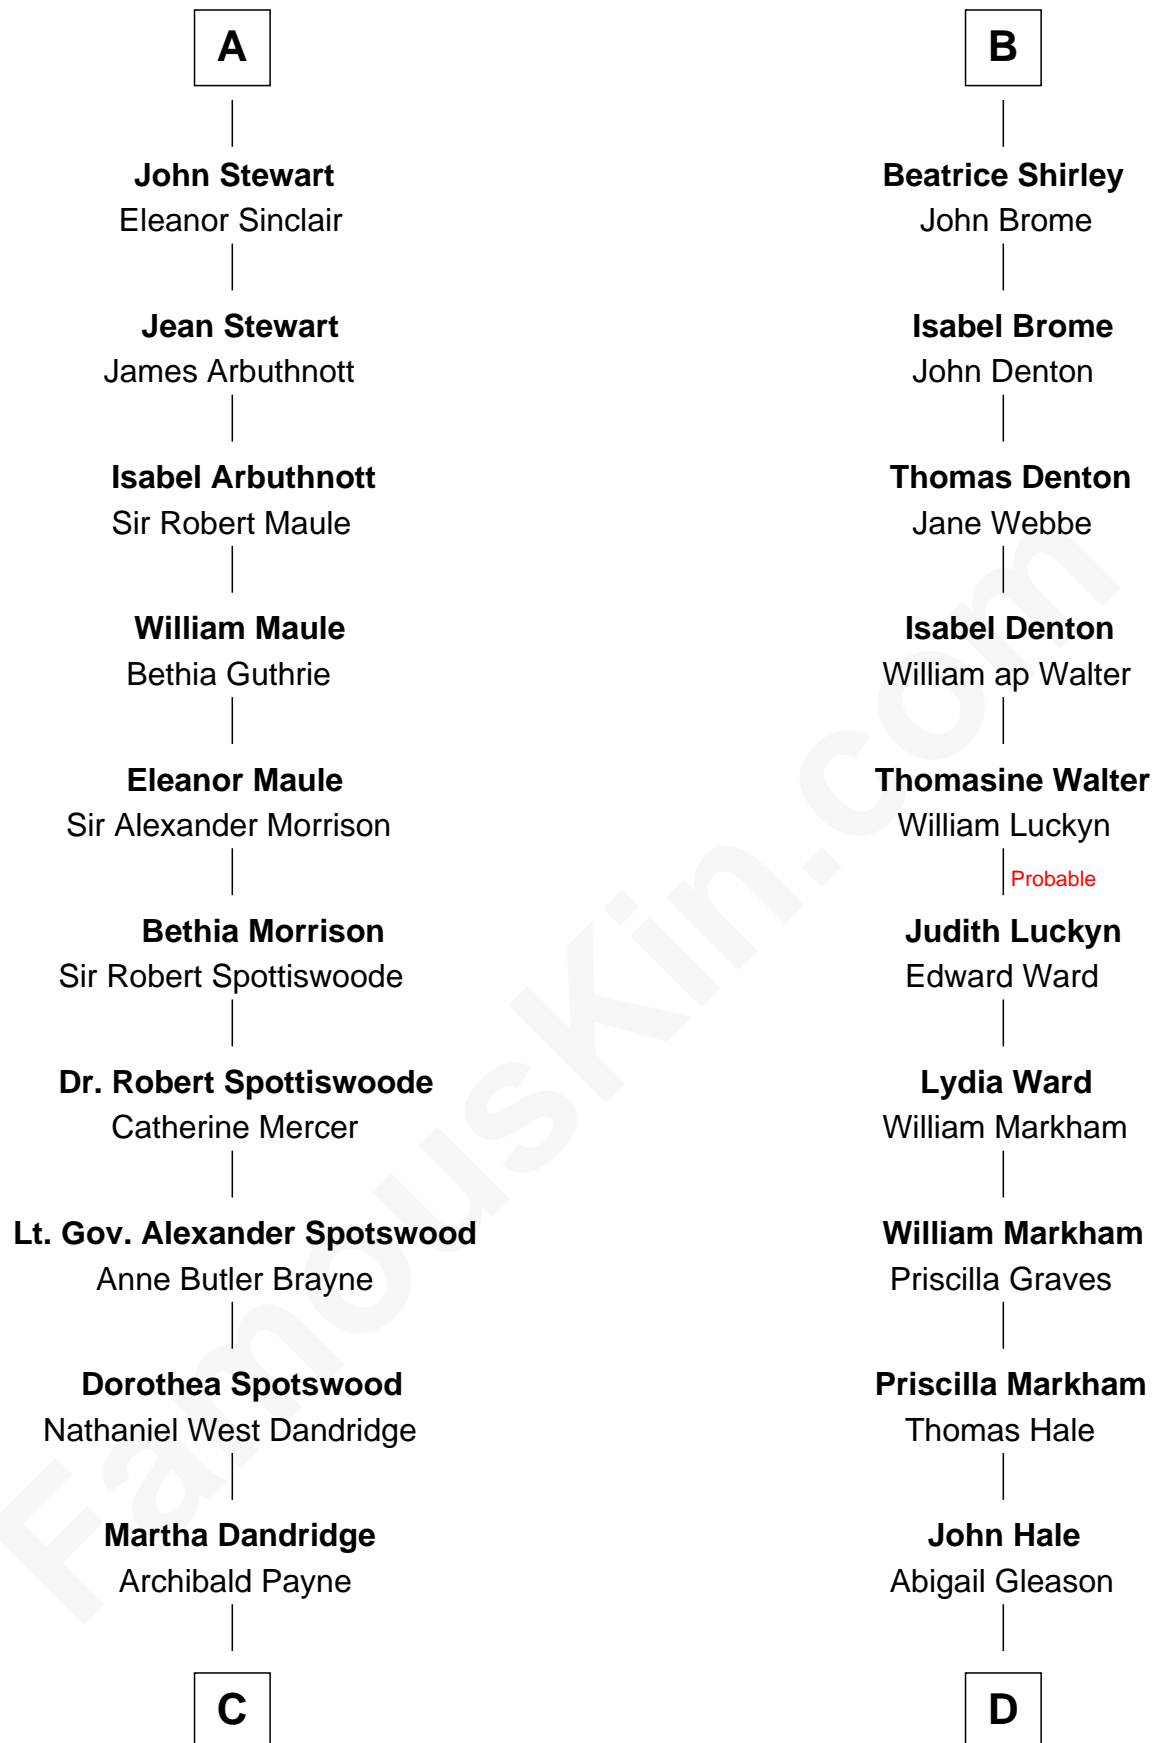 A
John Stewart
Eleanor Sinclair
Jean Stewart
James Arbuthnott
Isabel Arbuthnott
Sir Robert Maule
William Maule
Bethia Guthrie
Eleanor Maule
Sir Alexander Morrison
Bethia Morrison
Sir Robert Spottiswoode
Dr. Robert Spottiswoode
Catherine Mercer
Lt. Gov. Alexander Spotswood
Anne Butler Brayne
Dorothea Spotswood
Nathaniel West Dandridge
Martha Dandridge
Archibald Payne
C
B
Beatrice Shirley
John Brome
Isabel Brome
John Denton
Thomas Denton
Jane Webbe
Isabel Denton
William ap Walter
Thomasine Walter
William Luckyn
Probable
Judith Luckyn
Edward Ward
Lydia Ward
William Markham
William Markham
Priscilla Graves
Priscilla Markham
Thomas Hale
John Hale
Abigail Gleason
D
FamousKin.com